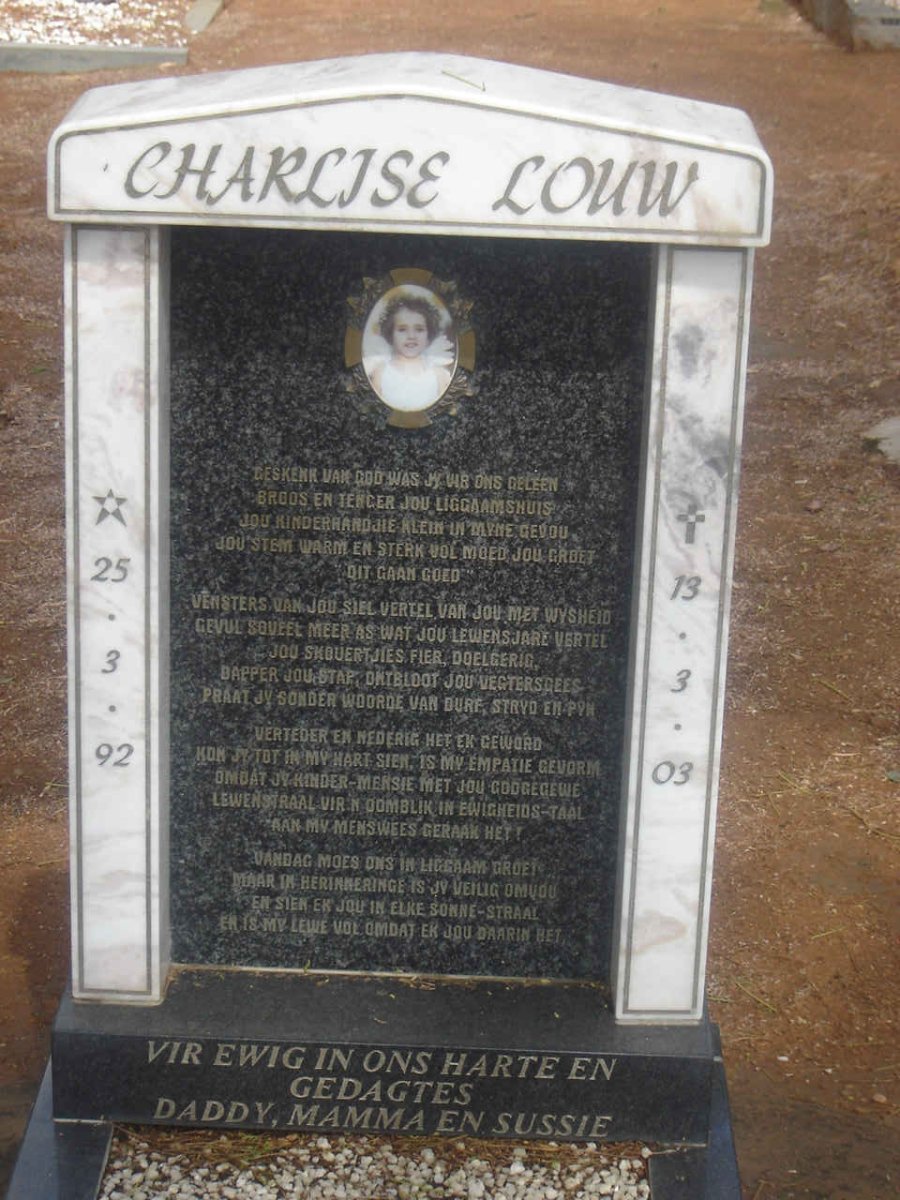 CHARLISE LOUW
25 . 3 . 92
13 . 3 . 03
GESKENK VAN GOD WAS JY VIR ONS GELEEN
BROOS EN TENGER JOU LIGGAAMSHUIS
JOU KINDERHANDJIE KLEIN IN MYNE GEVOU
JOU STEM WARM EN STERK VOL MOED, JOU GROET
"DIT GAAN GOED"
VENSTERS VAN JOU SIEL VERTEL VAN JOU MET WYSHEID
GEVUL SOVEEL MEER AS WAT JOU LEWENSJARE VERTEL
JOU SKOUERTJIES FIER, DOELGERIG,
DAPPER JOU STAP, ONTBLOOT JOU VEGTERSGEES
PRAAT JY SONDER WOORDE VAN DURF, STRYD EN PYN
VERTEDER EN NEDERIG HET EK GEWORD
KON JY TOT IN MY HART SIEN, IS MY EMPATIE GEVORM
OMDAT JY KINDER-MENSIE MET JOU GODGEGEWE
LEWENSTRAAL VIR 'N OOMBLIK IN EWIGHEIDS-TAAL
AAN MY MENSWEES GERAAK HET!
VANDAG MOES ONS IN LIGGAAM GROET
MAAR IN HERINNERINGE IS JY VEILIG OMVOU
EN SIEN EK JOU IN ELKE SONNE-STRAAL
EN IS MY LEWE VOL OMDAT EK JOU DAARIN HET
VIR EWIG IN ONS HARTE EN
GEDAGTES
DADDY, MAMMA EN SUSSIE